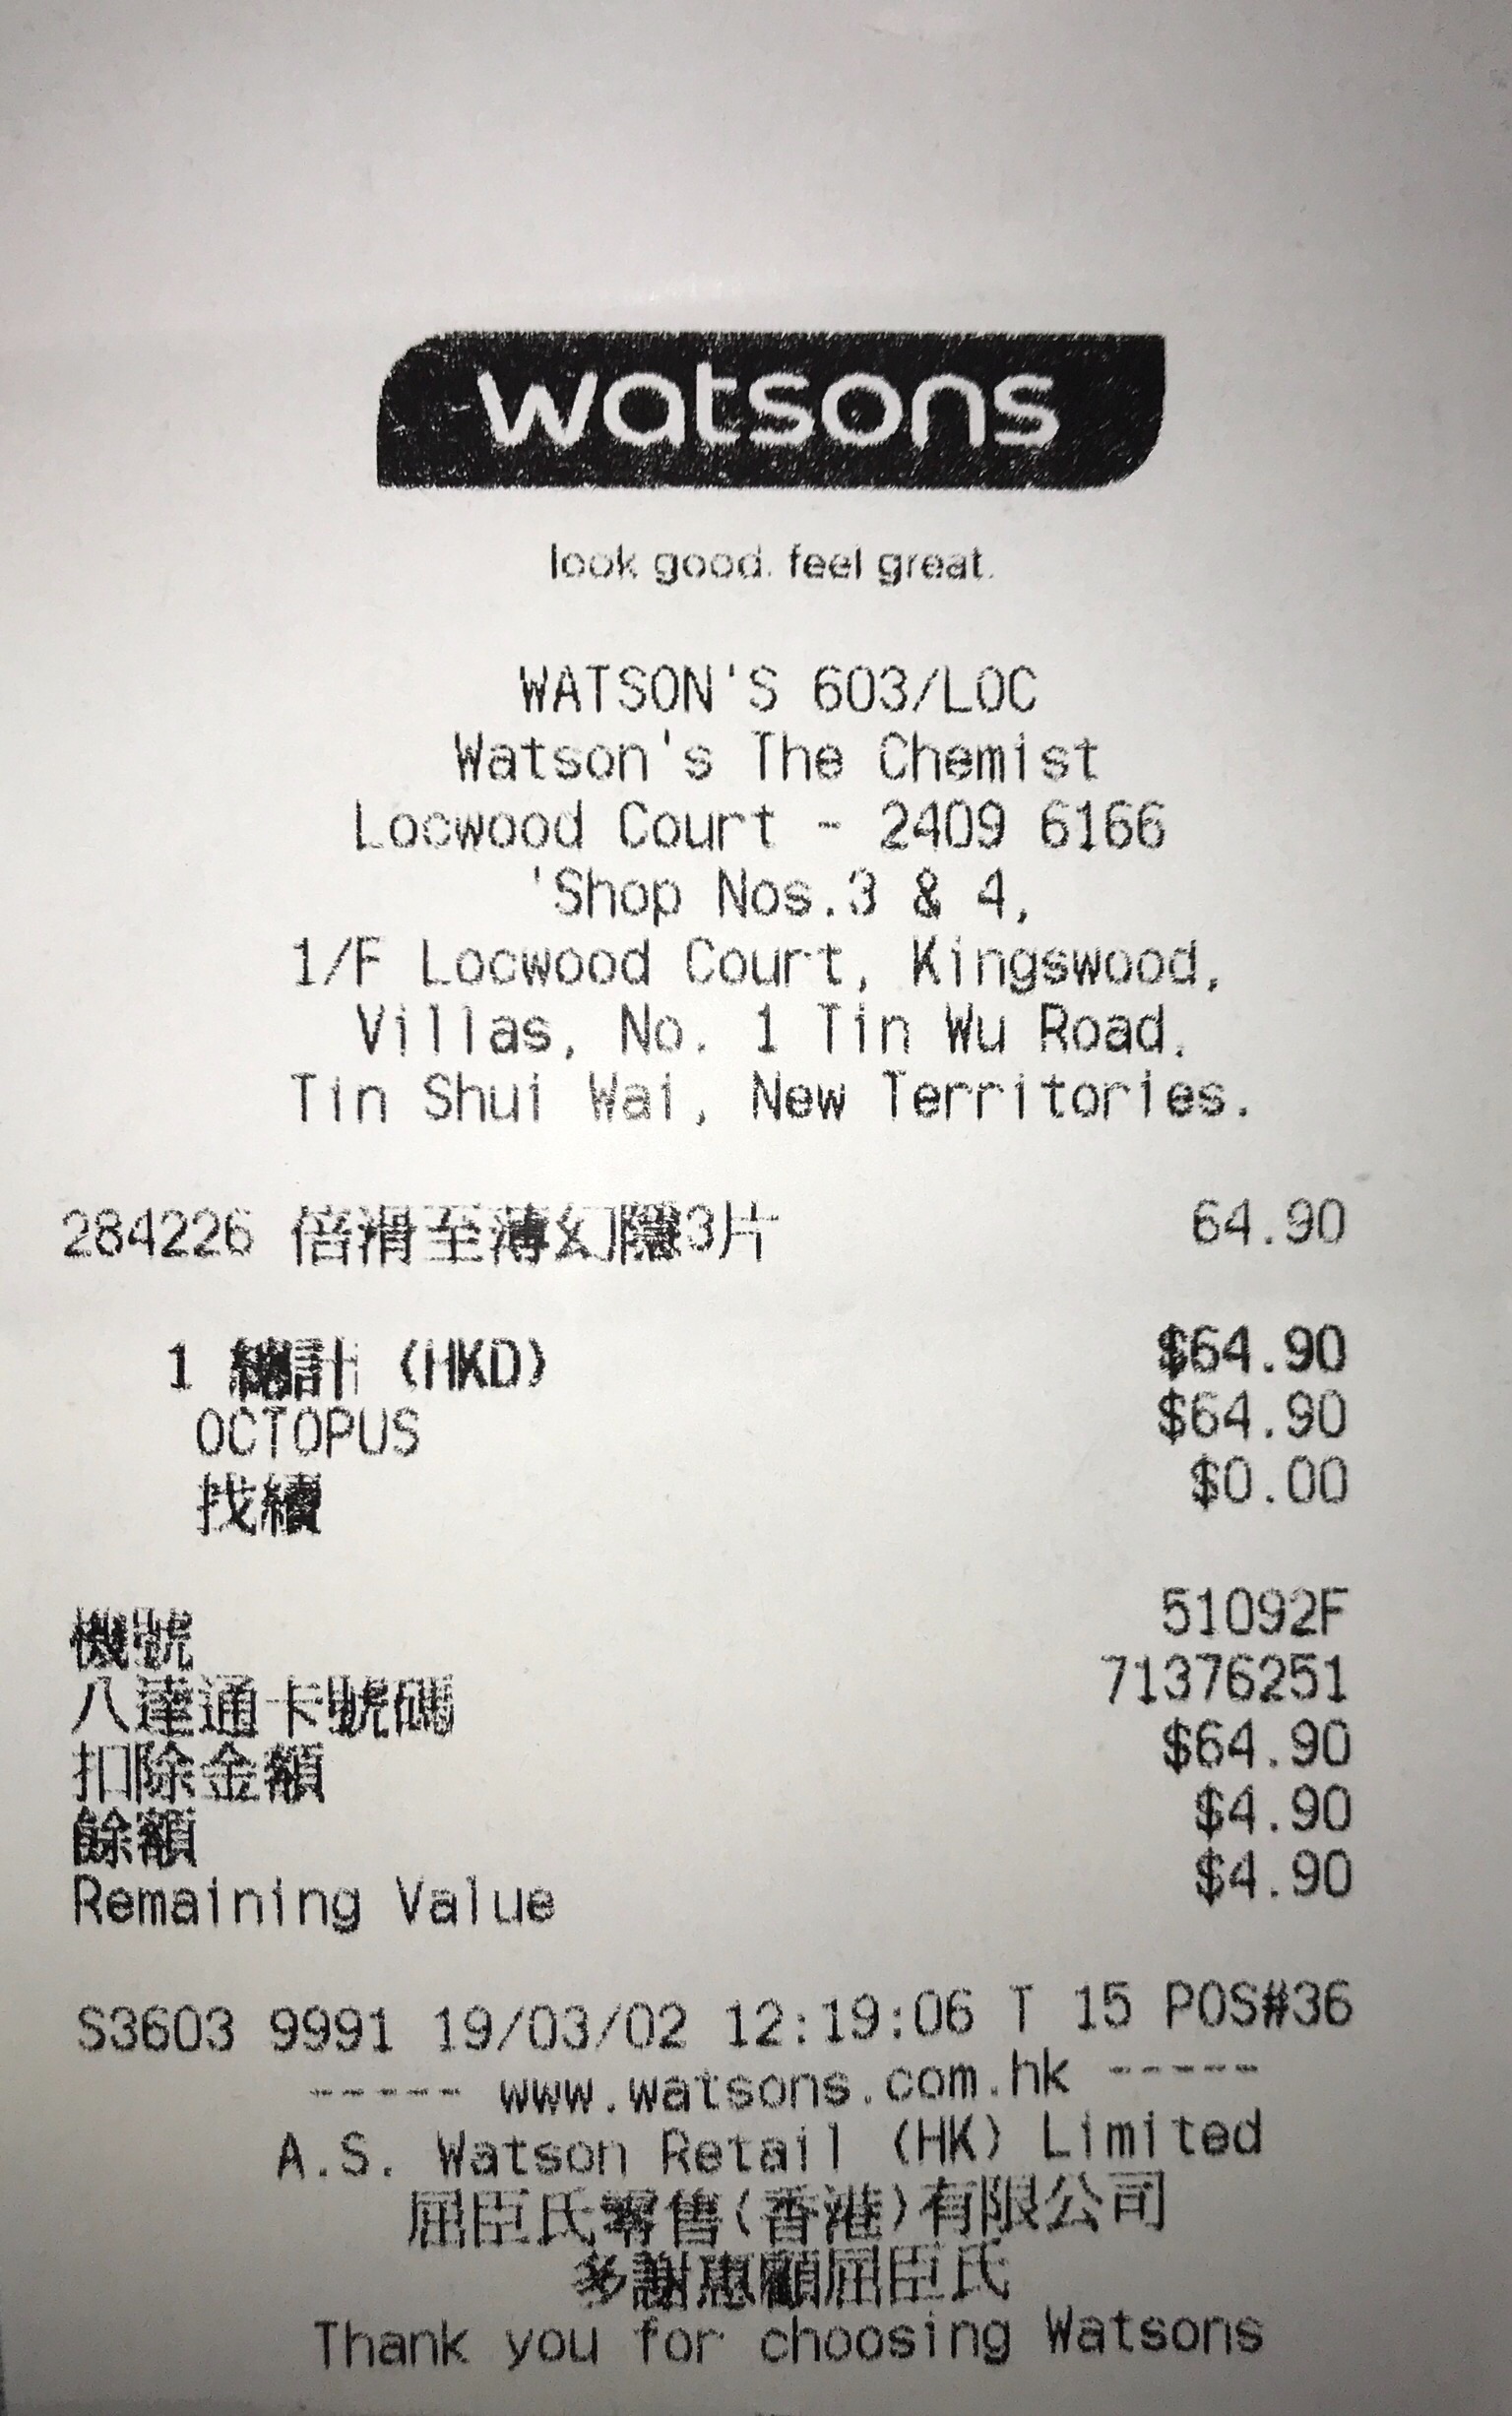 watsons
look good. feel great.
WATSON'S 603/LOC
Watson's The Chemist
Locwood Court - 2409 6166
'Shop Nos.3 & 4,
1/F Locwood Court, Kingswood,
Villas, No. 1 Tin Wu Road,
Tin Shui Wai, New Territories.
284226 倍滑至薄幻隱3片 64.90
1 總計 (HKD) $64.90
OCTOPUS $64.90
找續 $0.00
機號 51092F
八達通卡號碼 71376251
扣除金額 $64.90
餘額 $4.90
Remaining Value $4.90
S3603 9991 19/03/02 12:19:06 T 15 POS#36
----- www.watsons.com.hk -----
A.S. Watson Retail (HK) Limited
屈臣氏零售(香港)有限公司
多謝惠顧屈臣氏
Thank you for choosing Watsons